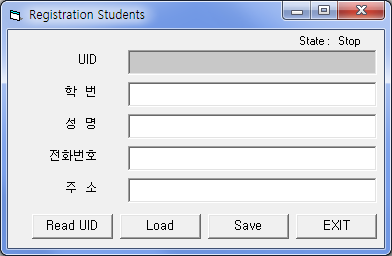 Registration Students
State : Stop
UID
학 번
성 명
전화번호
주 소
Read UID Load Save EXIT